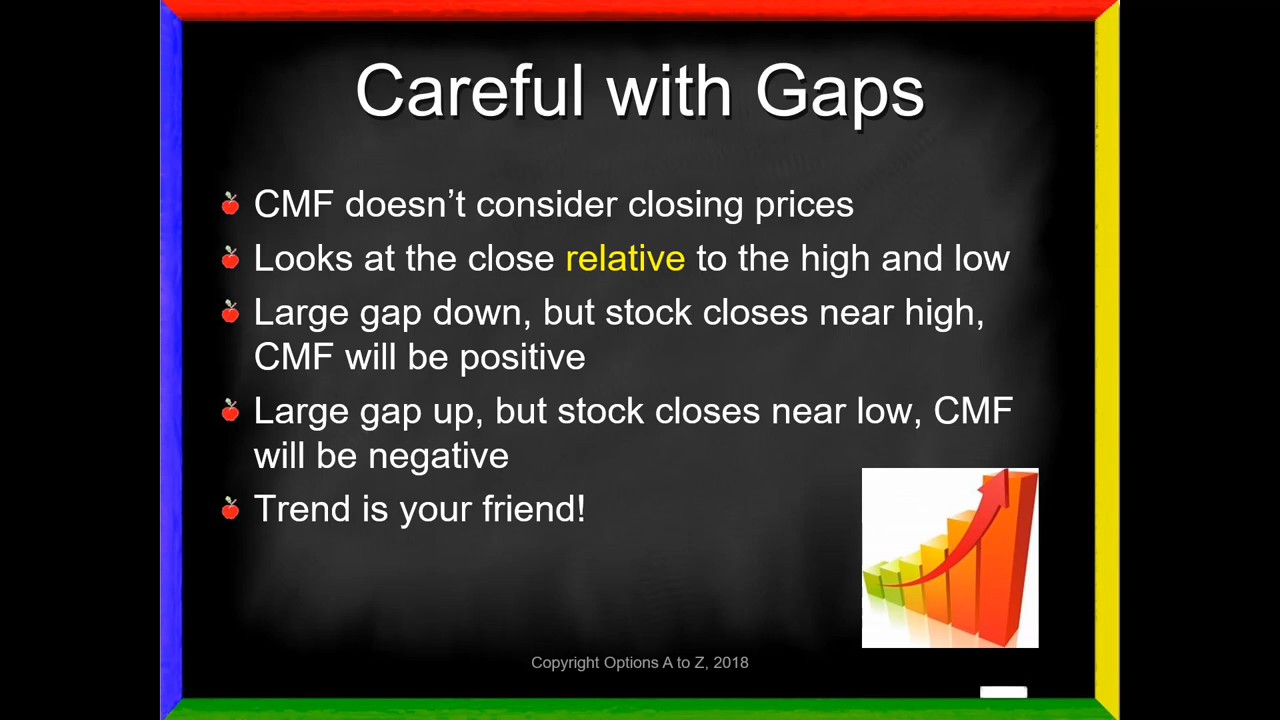 Careful with Gaps
CMF doesn’t consider closing prices
Looks at the close relative to the high and low
Large gap down, but stock closes near high,
CMF will be positive
Large gap up, but stock closes near low, CMF
will be negative
Trend is your friend!
Copyright Options A to Z, 2018